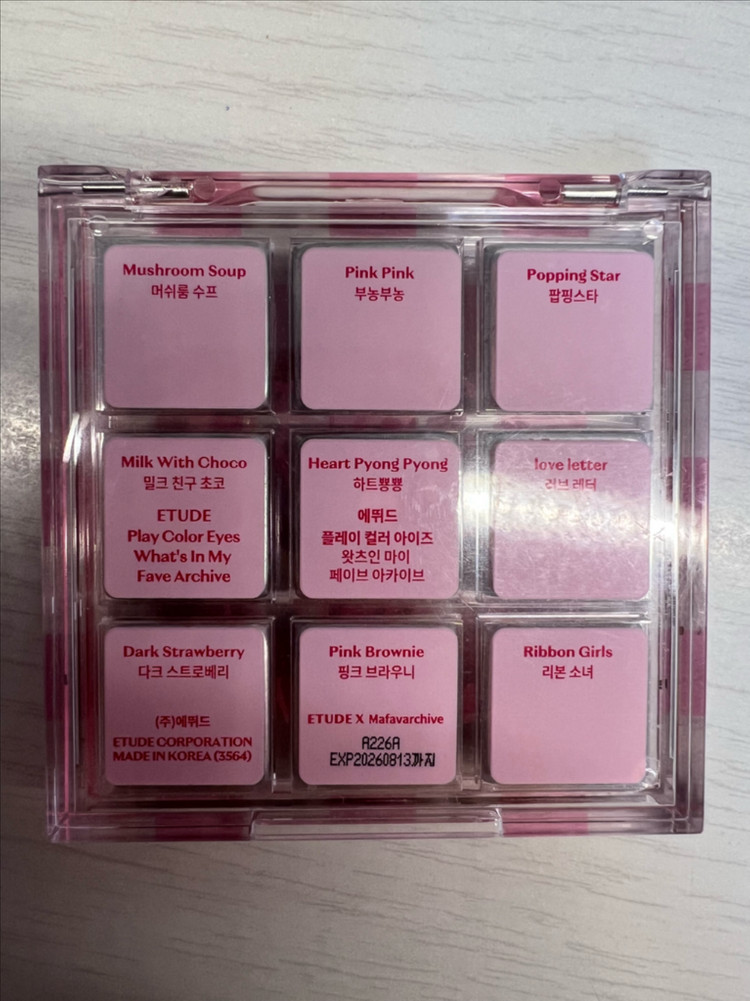 Mushroom Soup
머쉬룸 수프
Pink Pink
부농부농
Popping Star
팝핑스타
Milk With Choco
밀크 친구 초코
ETUDE
Play Color Eyes
What's In My
Fave Archive
Heart Pyong Pyong
하트뿅뿅
에뛰드
플레이 컬러 아이즈
왓츠인 마이
페이브 아카이브
love letter
러브 레터
Dark Strawberry
다크 스트로베리
(주)에뛰드
ETUDE CORPORATION
MADE IN KOREA (3564)
Pink Brownie
핑크 브라우니
ETUDE X Mafavarchive
A226A
EXP20260813까지
Ribbon Girls
리본 소녀